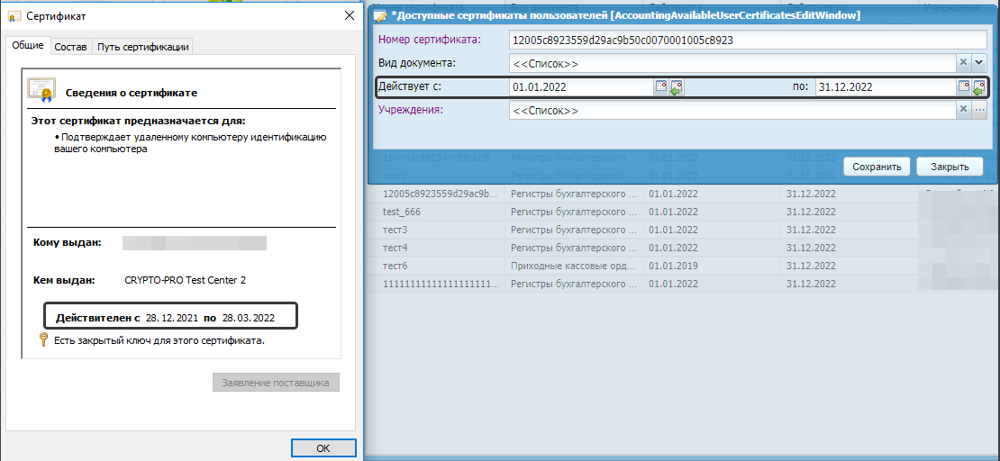 Сертификат
Общие
Состав
Путь сертификации
Сведения о сертификате
Этот сертификат предназначается для:
• Подтверждает удаленному компьютеру идентификацию
вашего компьютера
Кому выдан:
Кем выдан: CRYPTO-PRO Test Center 2
Действителен с 28.12.2021 по 28.03.2022
Есть закрытый ключ для этого сертификата.
Заявление поставщика
ОК
*Доступные сертификаты пользователей [AccountingAvailableUserCertificatesEditWindow]
Номер сертификата: 12005c8923559d29ac9b50c0070001005c8923
Вид документа: <<Список>>
Действует с: 01.01.2022 по: 31.12.2022
Учреждения: <<Список>>
Сохранить
Закрыть
Регистры бухгалтерского ... 01.01.2022 31.12.2022
тест2 Регистры бухгалтерского ... 01.01.2022 31.12.2022
12005c8923559d29ac9b... Регистры бухгалтерского ... 01.01.2022 31.12.2022
test_666 Регистры бухгалтерского ... 01.01.2022 31.12.2022
тест3 Регистры бухгалтерского ... 01.01.2022 31.12.2022
тест4 Регистры бухгалтерского ... 01.01.2022 31.12.2022
тест6 Приходные кассовые орд... 01.01.2019 31.12.2022
11111111111111111111... Регистры бухгалтерского ... 01.01.2022 31.12.2022